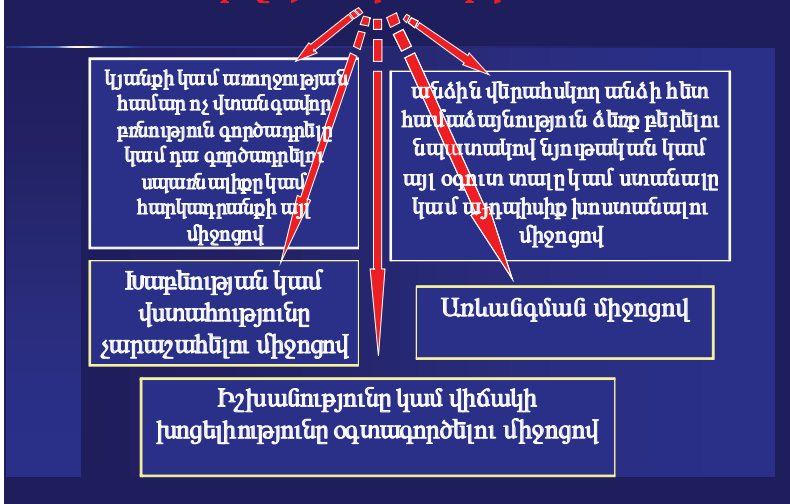 կյանքի կամ առողջության
համար ոչ վտանգավոր
բռնություն գործադրելը
կամ դա գործադրելու
սպառնալիքը կամ
հարկադրանքի այլ
միջոցով
անձին վերահսկող անձի հետ
համաձայնություն ձեռք բերելու
նպատակով նյութական կամ
այլ օգուտ տալը կամ ստանալը
կամ այդպիսիք խոստանալու
միջոցով
Խաբեության կամ
վստահությունը
չարաշահելու միջոցով
Առևանգման միջոցով
Իշխանությունը կամ վիճակի
խոցելիությունը օգտագործելու միջոցով